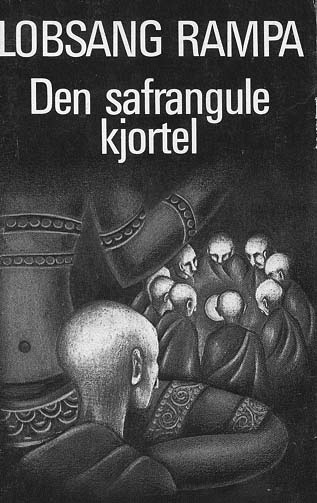 LOBSANG RAMPA
Den safrangule
kjortel